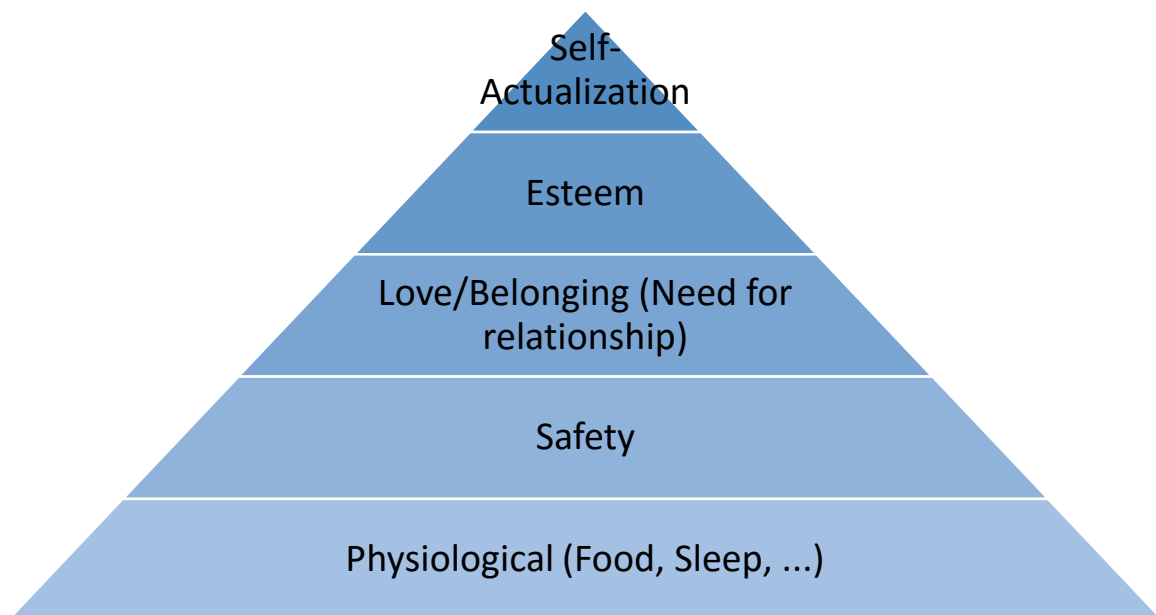 Self-
Actualization
Esteem
Love/Belonging (Need for
relationship)
Safety
Physiological (Food, Sleep, ...)